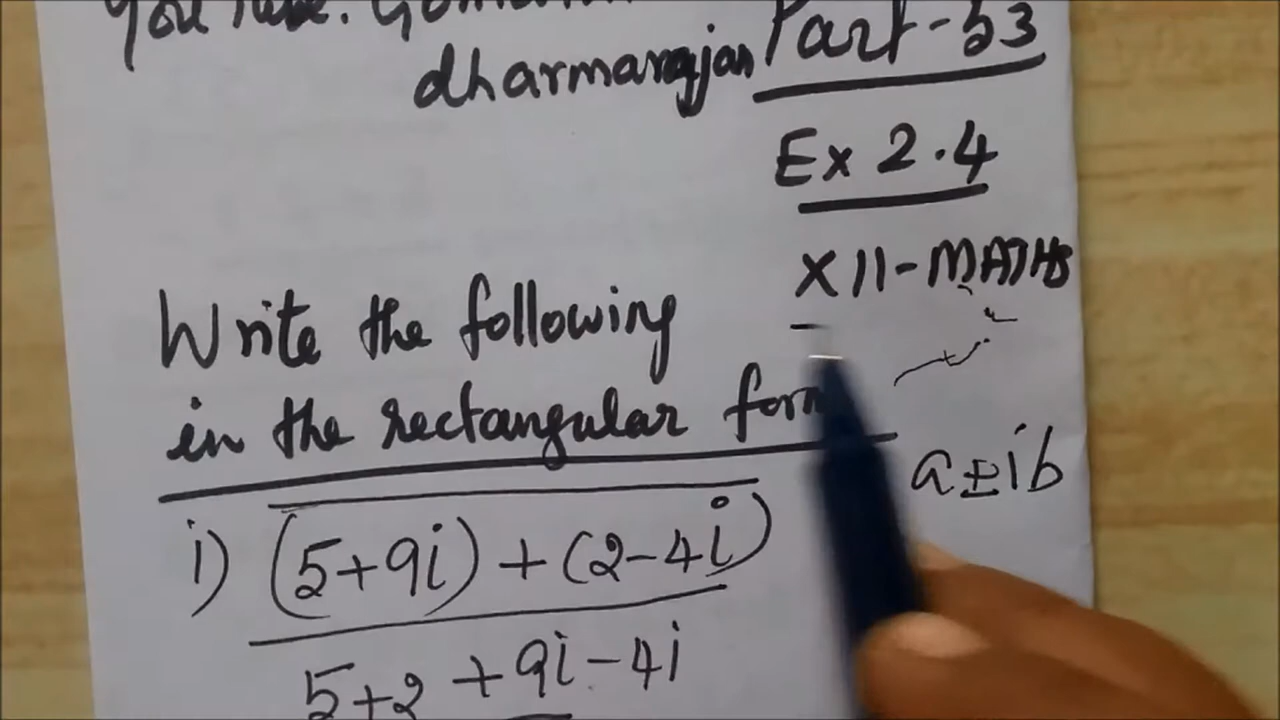 dharmarajan Part-53
Ex 2.4
XII-MATHS
Write the following
in the rectangular form
a±ib
i) (5+9i) + (2-4i)
5+2 +9i-4i